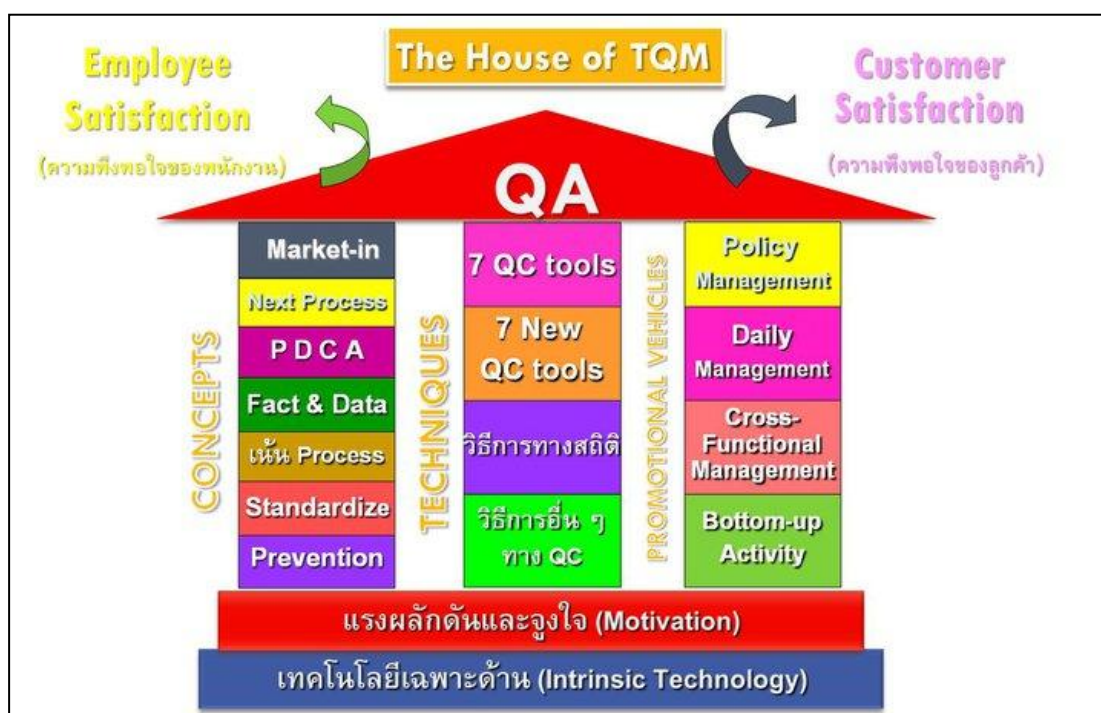 The House of TQM
Employee
Satisfaction
(ความพึงพอใจของพนักงาน)
Customer
Satisfaction
(ความพึงพอใจของลูกค้า)
QA
CONCEPTS
Market-in
Next Process
P D C A
Fact & Data
เน้น Process
Standardize
Prevention
TECHNIQUES
7 QC tools
7 New
QC tools
วิธีการทางสถิติ
วิธีการอื่น ๆ
ทาง QC
PROMOTIONAL VEHICLES
Policy
Management
Daily
Management
Cross-
Functional
Management
Bottom-up
Activity
แรงผลักดันและจูงใจ (Motivation)
เทคโนโลยีเฉพาะด้าน (Intrinsic Technology)